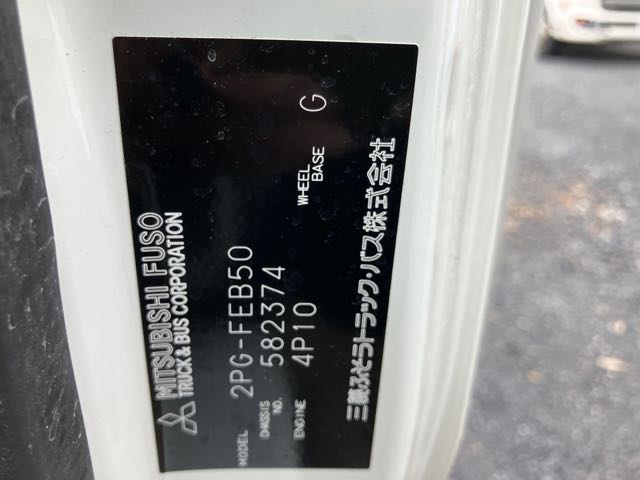 MITSUBISHI FUSO
TRUCK & BUS CORPORATION
MODEL 2PG-FEB50
CHASSIS NO. 582374
ENGINE 4P10 WHEEL BASE G
三菱ふそうトラック・バス株式会社